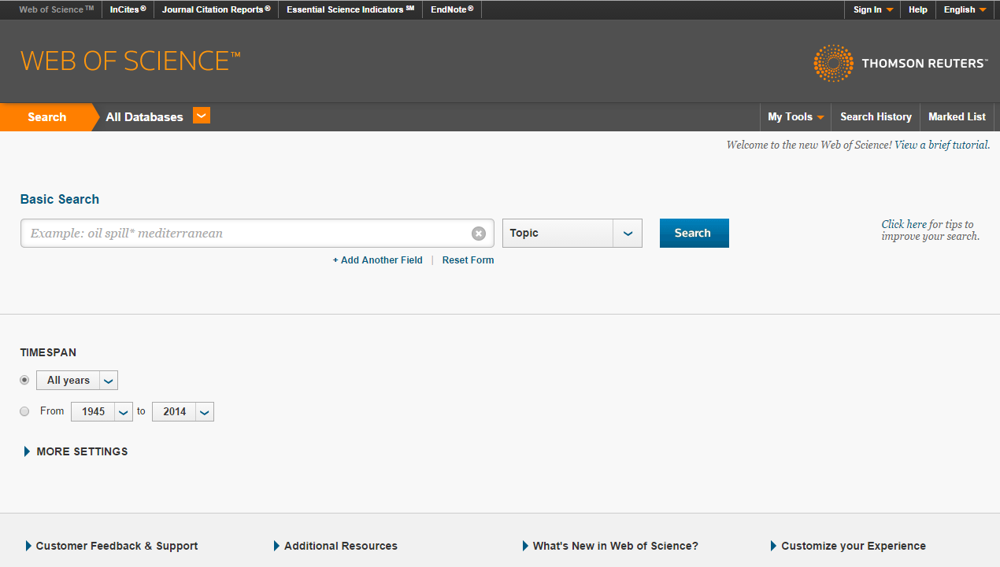 Web of Science™ InCites® Journal Citation Reports® Essential Science Indicators℠ EndNote® Sign In Help English
WEB OF SCIENCE™
THOMSON REUTERS™
Search All Databases My Tools Search History Marked List
Welcome to the new Web of Science! View a brief tutorial.
Basic Search
Example: oil spill* mediterranean Topic Search
Click here for tips to
improve your search.
+ Add Another Field | Reset Form
TIMESPAN
All years
From 1945 to 2014
MORE SETTINGS
Customer Feedback & Support Additional Resources What's New in Web of Science? Customize your Experience